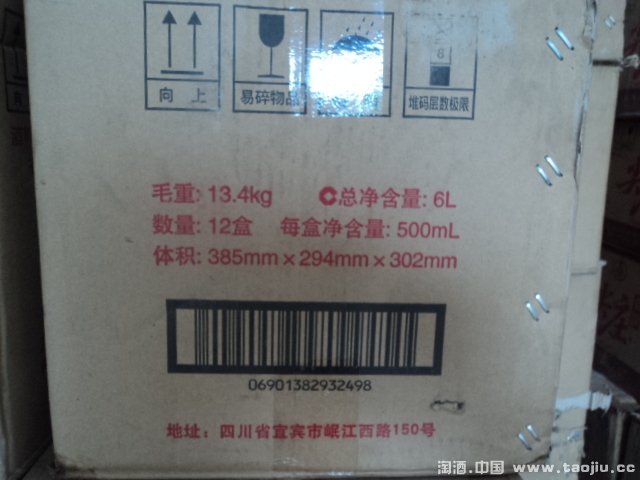 8
向 上
易碎物品
堆码层数极限
毛重: 13.4kg
总净含量: 6L
数量: 12盒 每盒净含量: 500mL
体积: 385mm×294mm×302mm
06901382932498
地址: 四川省宜宾市岷江西路150号
淘酒.中国 www.taojiu.cc